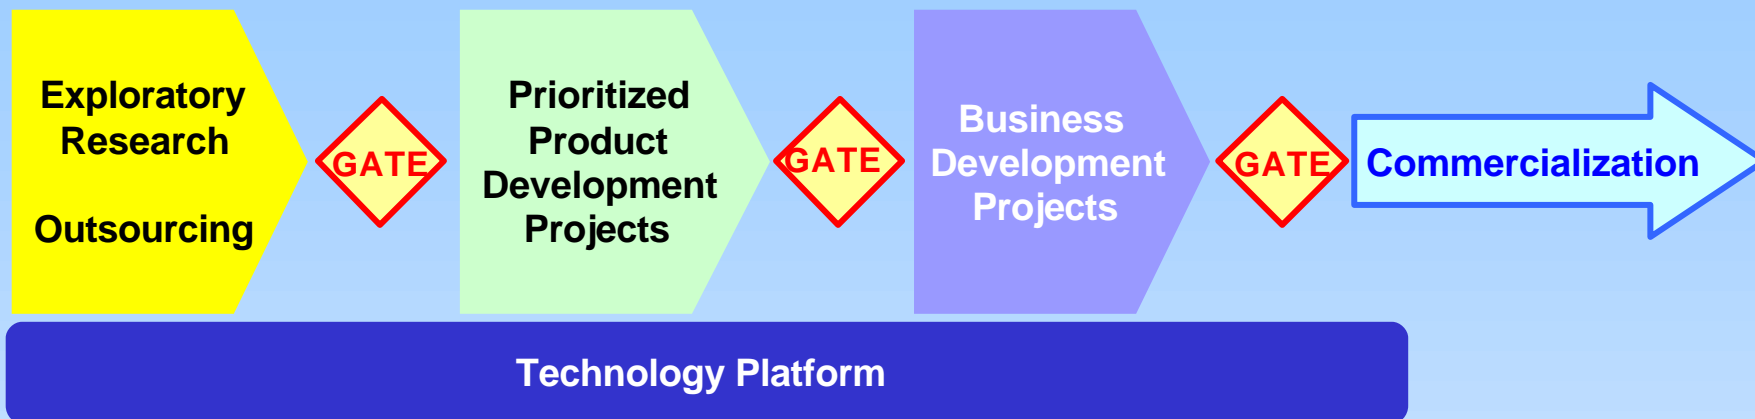 Exploratory
Research
Outsourcing
GATE
Prioritized
Product
Development
Projects
GATE
Business
Development
Projects
GATE
Commercialization
Technology Platform